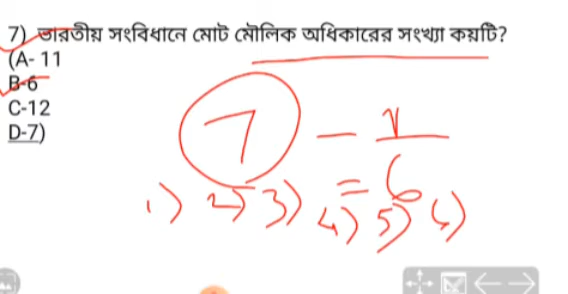 7) ভারতীয় সংবিধানে মোট মৌলিক অধিকারের সংখ্যা কয়টি?
(A- 11
B-6
C-12
D-7)
7 - 1
= 6
1) 2) 3) 4) 5) 6)